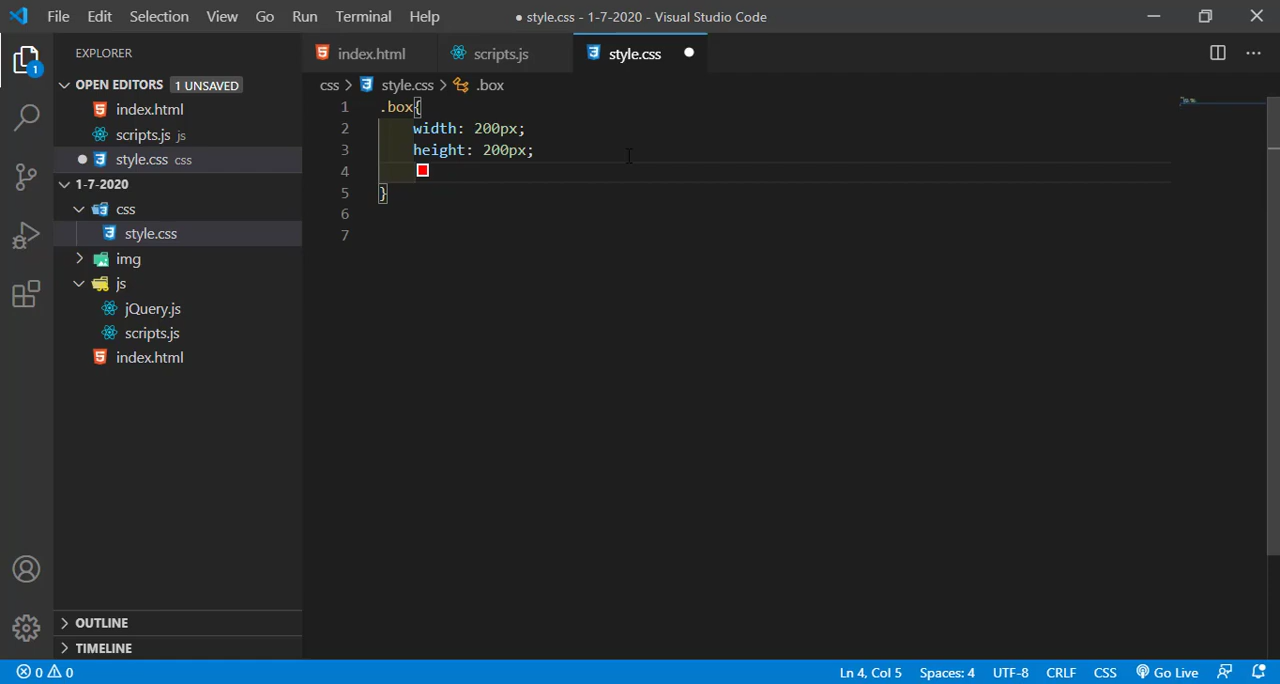 File Edit Selection View Go Run Terminal Help ● style.css - 1-7-2020 - Visual Studio Code
EXPLORER
OPEN EDITORS 1 UNSAVED
index.html
scripts.js js
style.css css
1-7-2020
css
style.css
img
js
jQuery.js
scripts.js
index.html
OUTLINE
TIMELINE
1
index.html scripts.js style.css
css > style.css > .box
1 .box{
2 width: 200px;
3 height: 200px;
4
5 }
6
7
0 0 Ln 4, Col 5 Spaces: 4 UTF-8 CRLF CSS Go Live